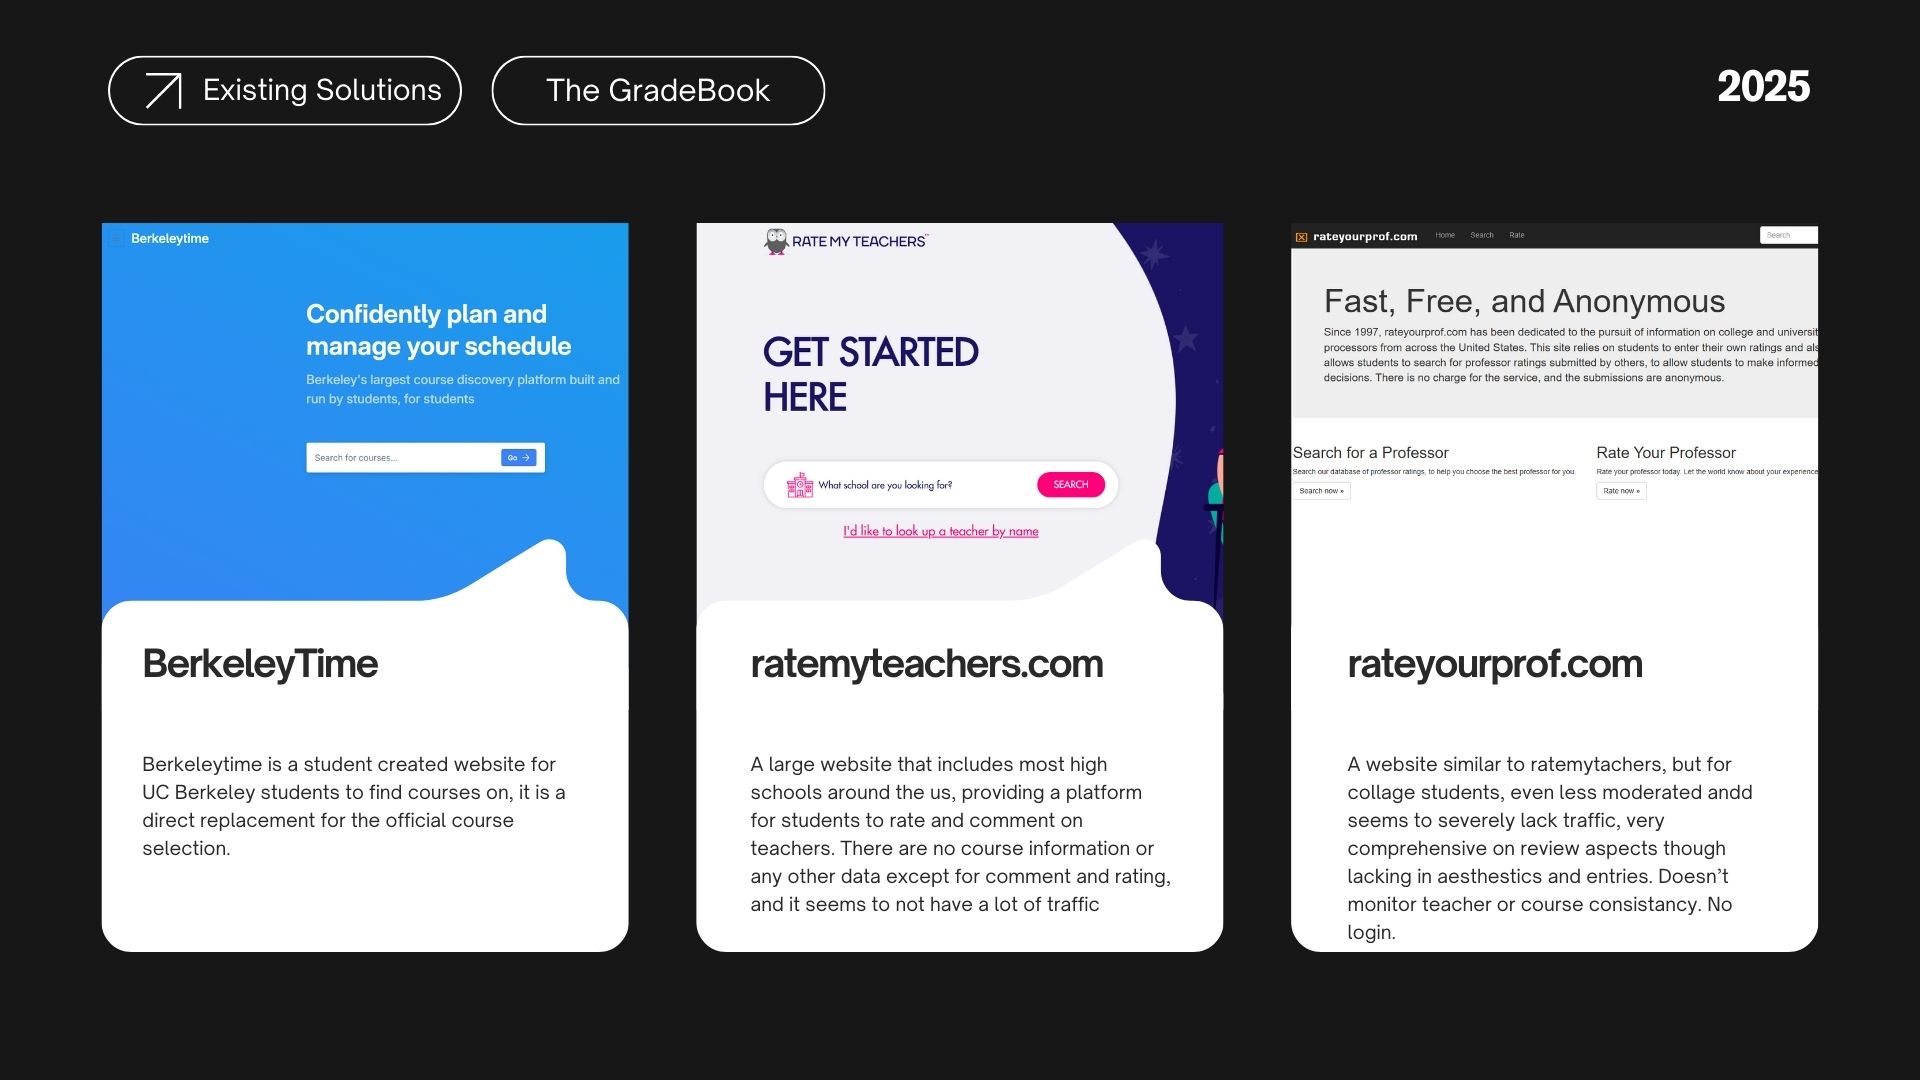 Existing Solutions
The GradeBook
2025
Berkeleytime
Confidently plan and
manage your schedule
Berkeley's largest course discovery platform built and
run by students, for students
Search for courses...
Go
BerkeleyTime
Berkeleytime is a student created website for
UC Berkeley students to find courses on, it is a
direct replacement for the official course
selection.
RATE MY TEACHERS
GET STARTED
HERE
What school are you looking for?
SEARCH
I'd like to look up a teacher by name
ratemyteachers.com
A large website that includes most high
schools around the us, providing a platform
for students to rate and comment on
teachers. There are no course information or
any other data except for comment and rating,
and it seems to not have a lot of traffic
rateyourprof.com
Home
Search
Rate
Search
Fast, Free, and Anonymous
Since 1997, rateyourprof.com has been dedicated to the pursuit of information on college and universit
processors from across the United States. This site relies on students to enter their own ratings and als
allows students to search for professor ratings submitted by others, to allow students to make informed
decisions. There is no charge for the service, and the submissions are anonymous.
Search for a Professor
Search our database of professor ratings, to help you choose the best professor for you.
Search now »
Rate Your Professor
Rate your professor today. Let the world know about your experience
Rate now »
rateyourprof.com
A website similar to ratemytachers, but for
collage students, even less moderated andd
seems to severely lack traffic, very
comprehensive on review aspects though
lacking in aesthestics and entries. Doesn’t
monitor teacher or course consistancy. No
login.